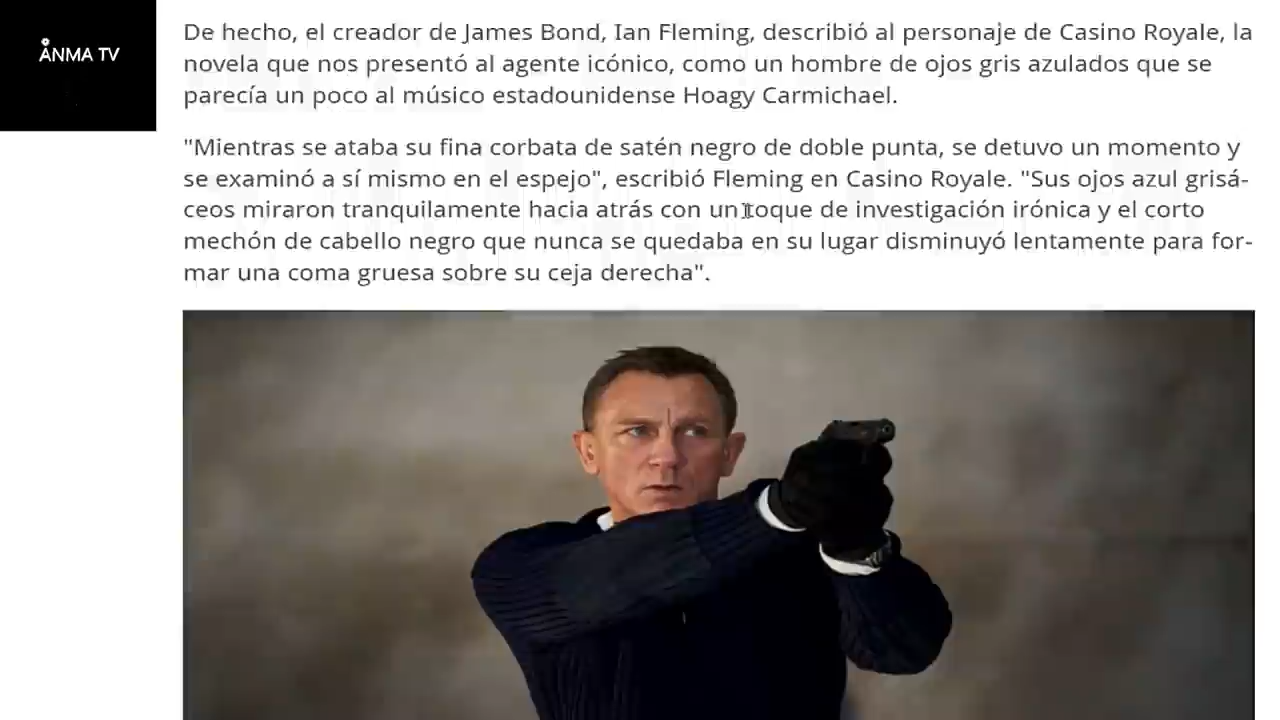 ANMA TV
De hecho, el creador de James Bond, Ian Fleming, describió al personaje de Casino Royale, la
novela que nos presentó al agente icónico, como un hombre de ojos gris azulados que se
parecía un poco al músico estadounidense Hoagy Carmichael.
"Mientras se ataba su fina corbata de satén negro de doble punta, se detuvo un momento y
se examinó a sí mismo en el espejo", escribió Fleming en Casino Royale. "Sus ojos azul grisá-
ceos miraron tranquilamente hacia atrás con un toque de investigación irónica y el corto
mechón de cabello negro que nunca se quedaba en su lugar disminuyó lentamente para for-
mar una coma gruesa sobre su ceja derecha".